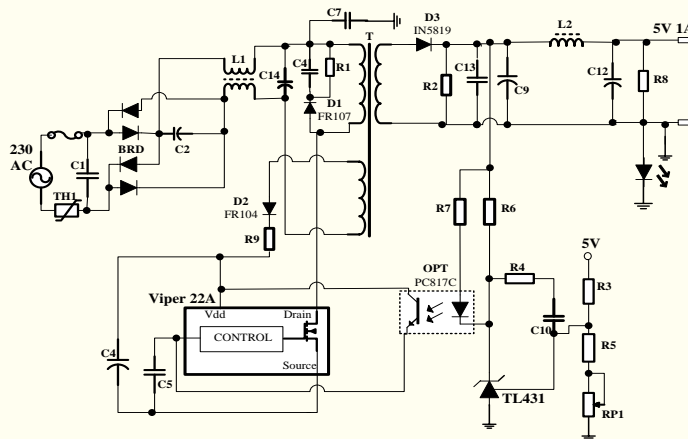 C7
D3
IN5819
L2
5V 1A
T
L1
C14
C4
R1
R2
C13
C9
C12
R8
D1
FR107
230
AC
BRD
C2
C1
TH1
D2
FR104
R9
R7
R6
OPT
PC817C
R4
5V
R3
C10
R5
RP1
TL431
Viper 22A
Vdd
Drain
CONTROL
Source
C4
C5